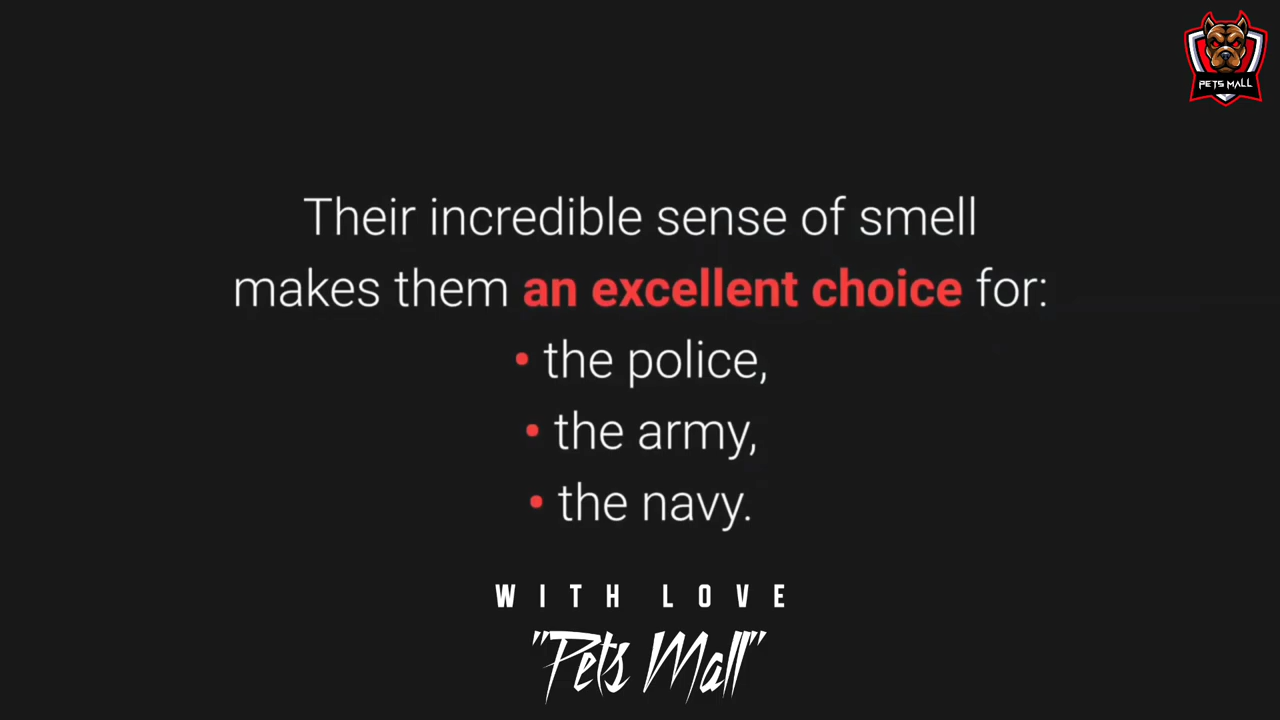 PETS MALL
Their incredible sense of smell
makes them an excellent choice for:
• the police,
• the army,
• the navy.
WITH LOVE
"Pets Mall"